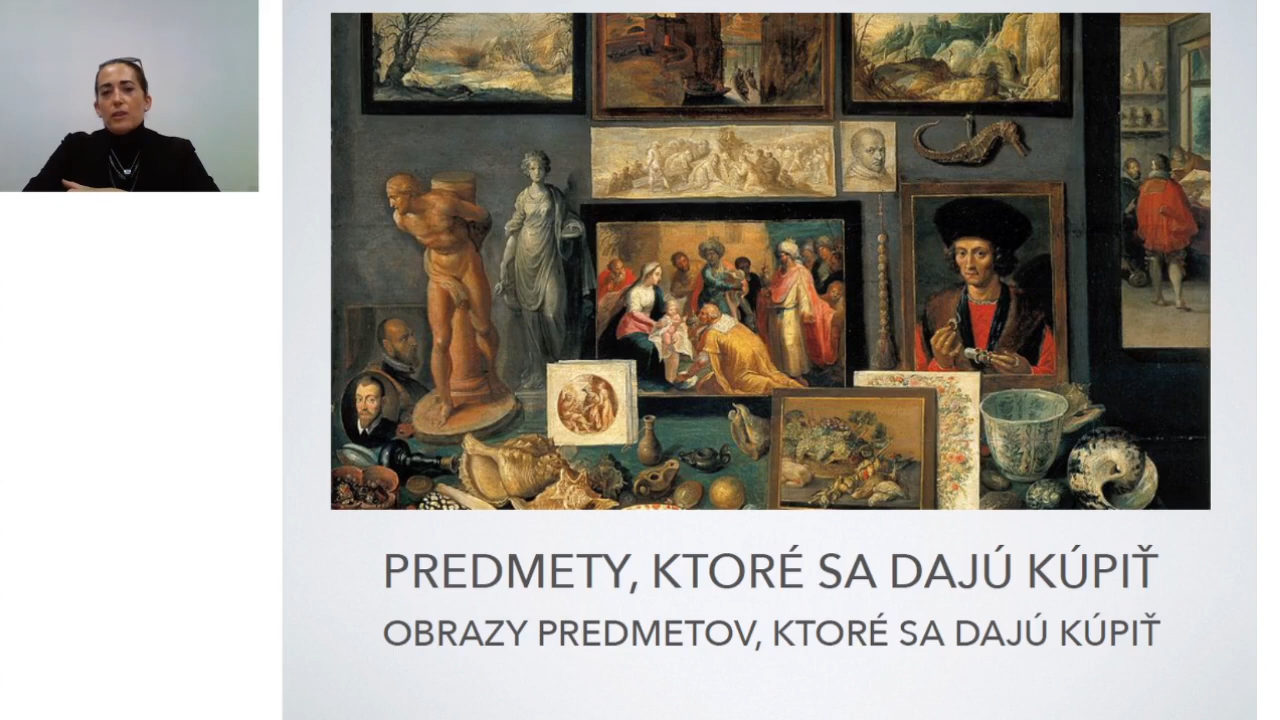 PREDMETY, KTORÉ SA DAJÚ KÚPIŤ
OBRAZY PREDMETOV, KTORÉ SA DAJÚ KÚPIŤ